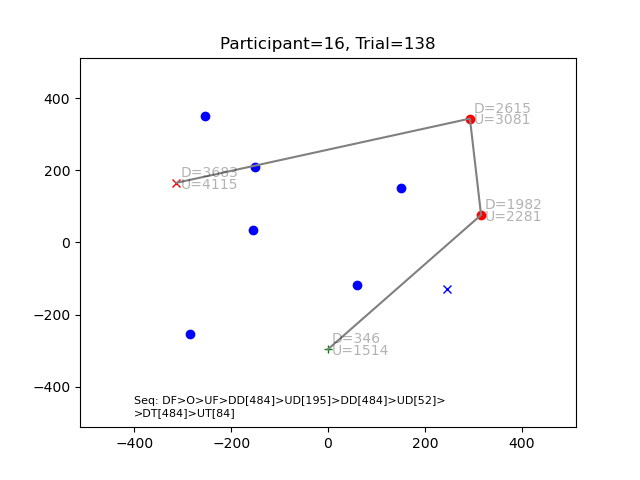 Participant=16, Trial=138
400
200
0
−200
−400
D=2615
U=3081
D=3683
U=4115
D=1982
U=2281
D=346
U=1514
Seq: DF>O>UF>DD[484]>UD[195]>DD[484]>UD[52]>
>DT[484]>UT[84]
−400
−200
0
200
400